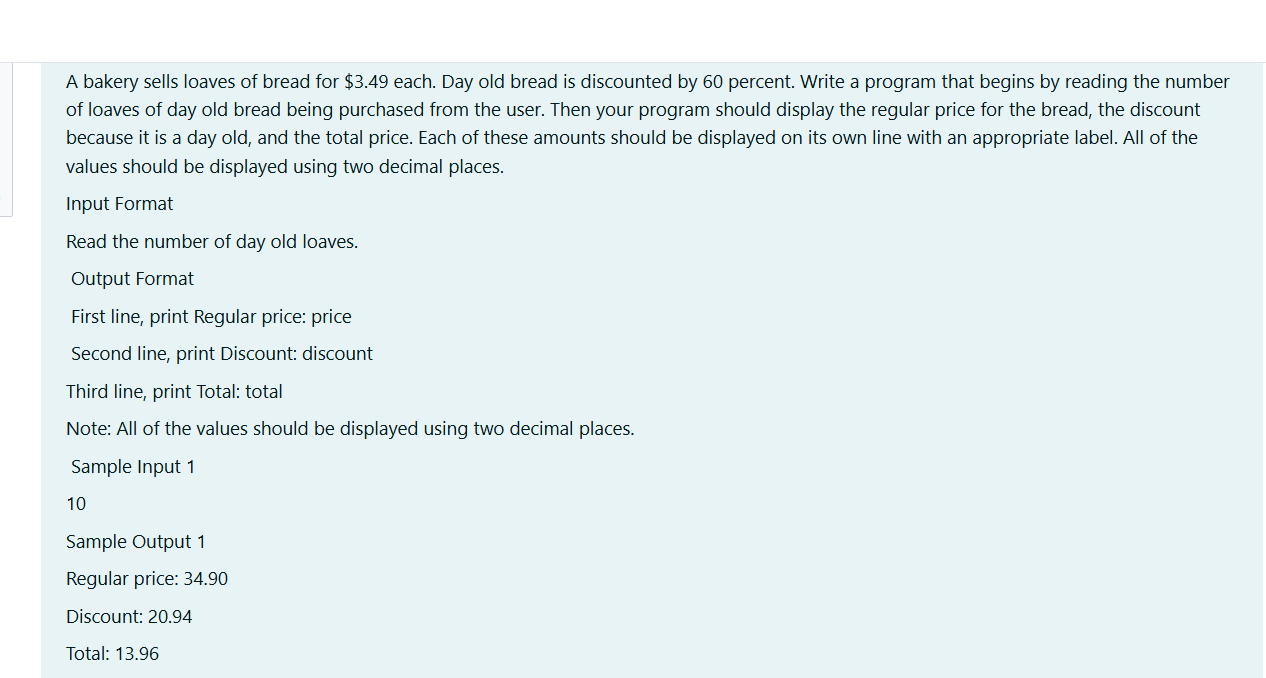 A bakery sells loaves of bread for $3.49 each. Day old bread is discounted by 60 percent. Write a program that begins by reading the number
of loaves of day old bread being purchased from the user. Then your program should display the regular price for the bread, the discount
because it is a day old, and the total price. Each of these amounts should be displayed on its own line with an appropriate label. All of the
values should be displayed using two decimal places.
Input Format
Read the number of day old loaves.
Output Format
First line, print Regular price: price
Second line, print Discount: discount
Third line, print Total: total
Note: All of the values should be displayed using two decimal places.
Sample Input 1
10
Sample Output 1
Regular price: 34.90
Discount: 20.94
Total: 13.96